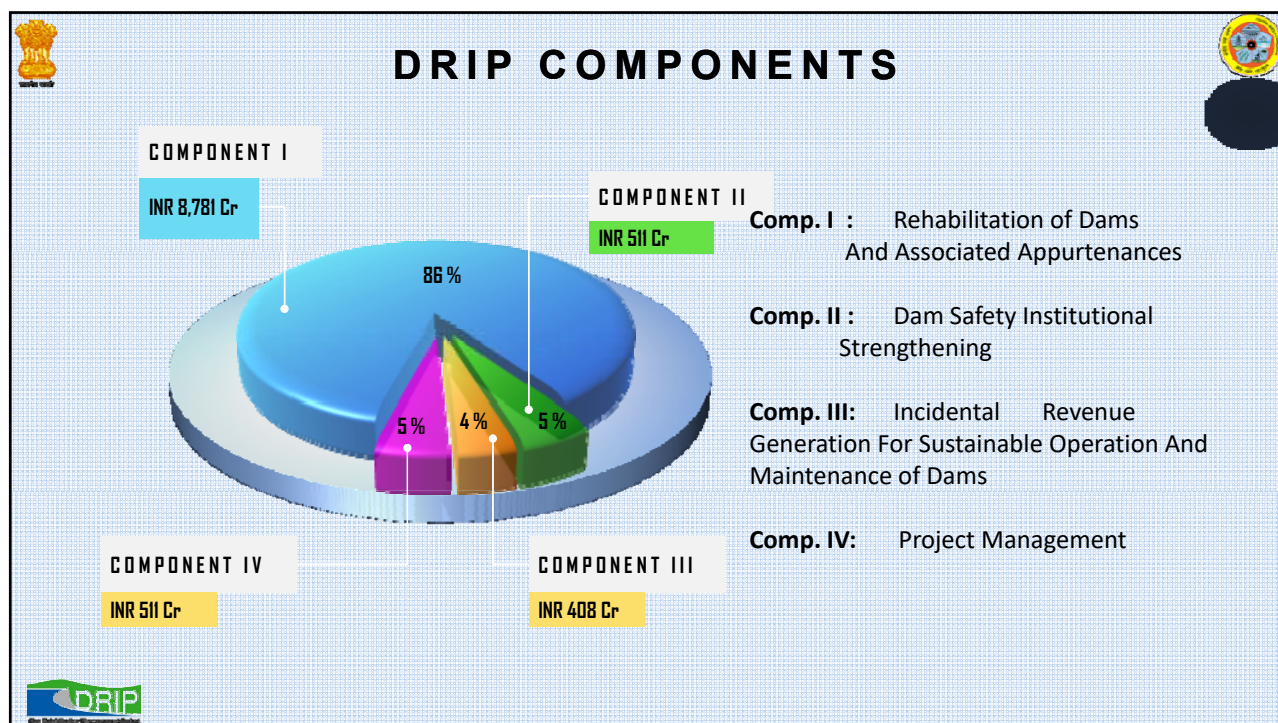 DRIP COMPONENTS
COMPONENT I
INR 8,781 Cr
COMPONENT II
INR 511 Cr
86 %
5 %
4 %
5 %
COMPONENT IV
INR 511 Cr
COMPONENT III
INR 408 Cr
Comp. I : Rehabilitation of Dams
And Associated Appurtenances
Comp. II : Dam Safety Institutional
Strengthening
Comp. III: Incidental Revenue
Generation For Sustainable Operation And
Maintenance of Dams
Comp. IV: Project Management
DRIP